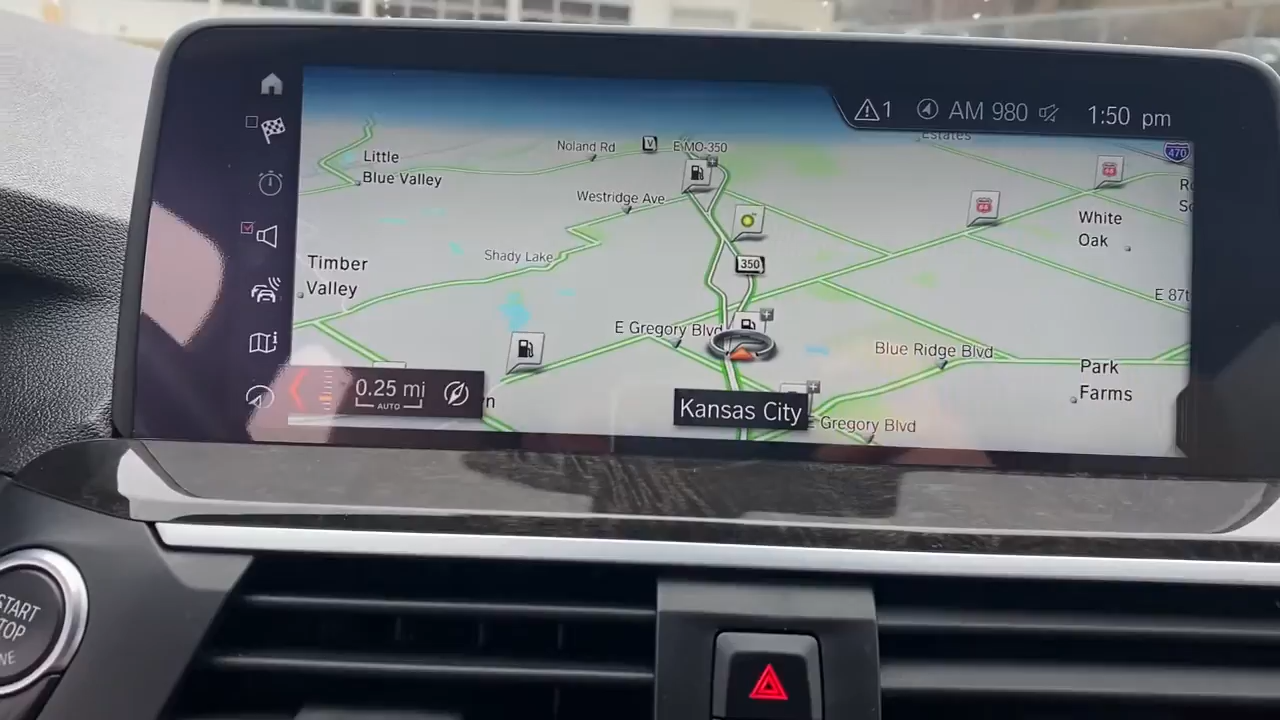 1
AM 980
1:50 pm
Estates
470
Noland Rd
V
E MO-350
Little
Blue Valley
66
66
Westridge Ave
White
Oak
Shady Lake
350
Timber
Valley
E 87t
E Gregory Blvd
Blue Ridge Blvd
Park
Farms
0.25 mi
AUTO
Kansas City
E Gregory Blvd
START